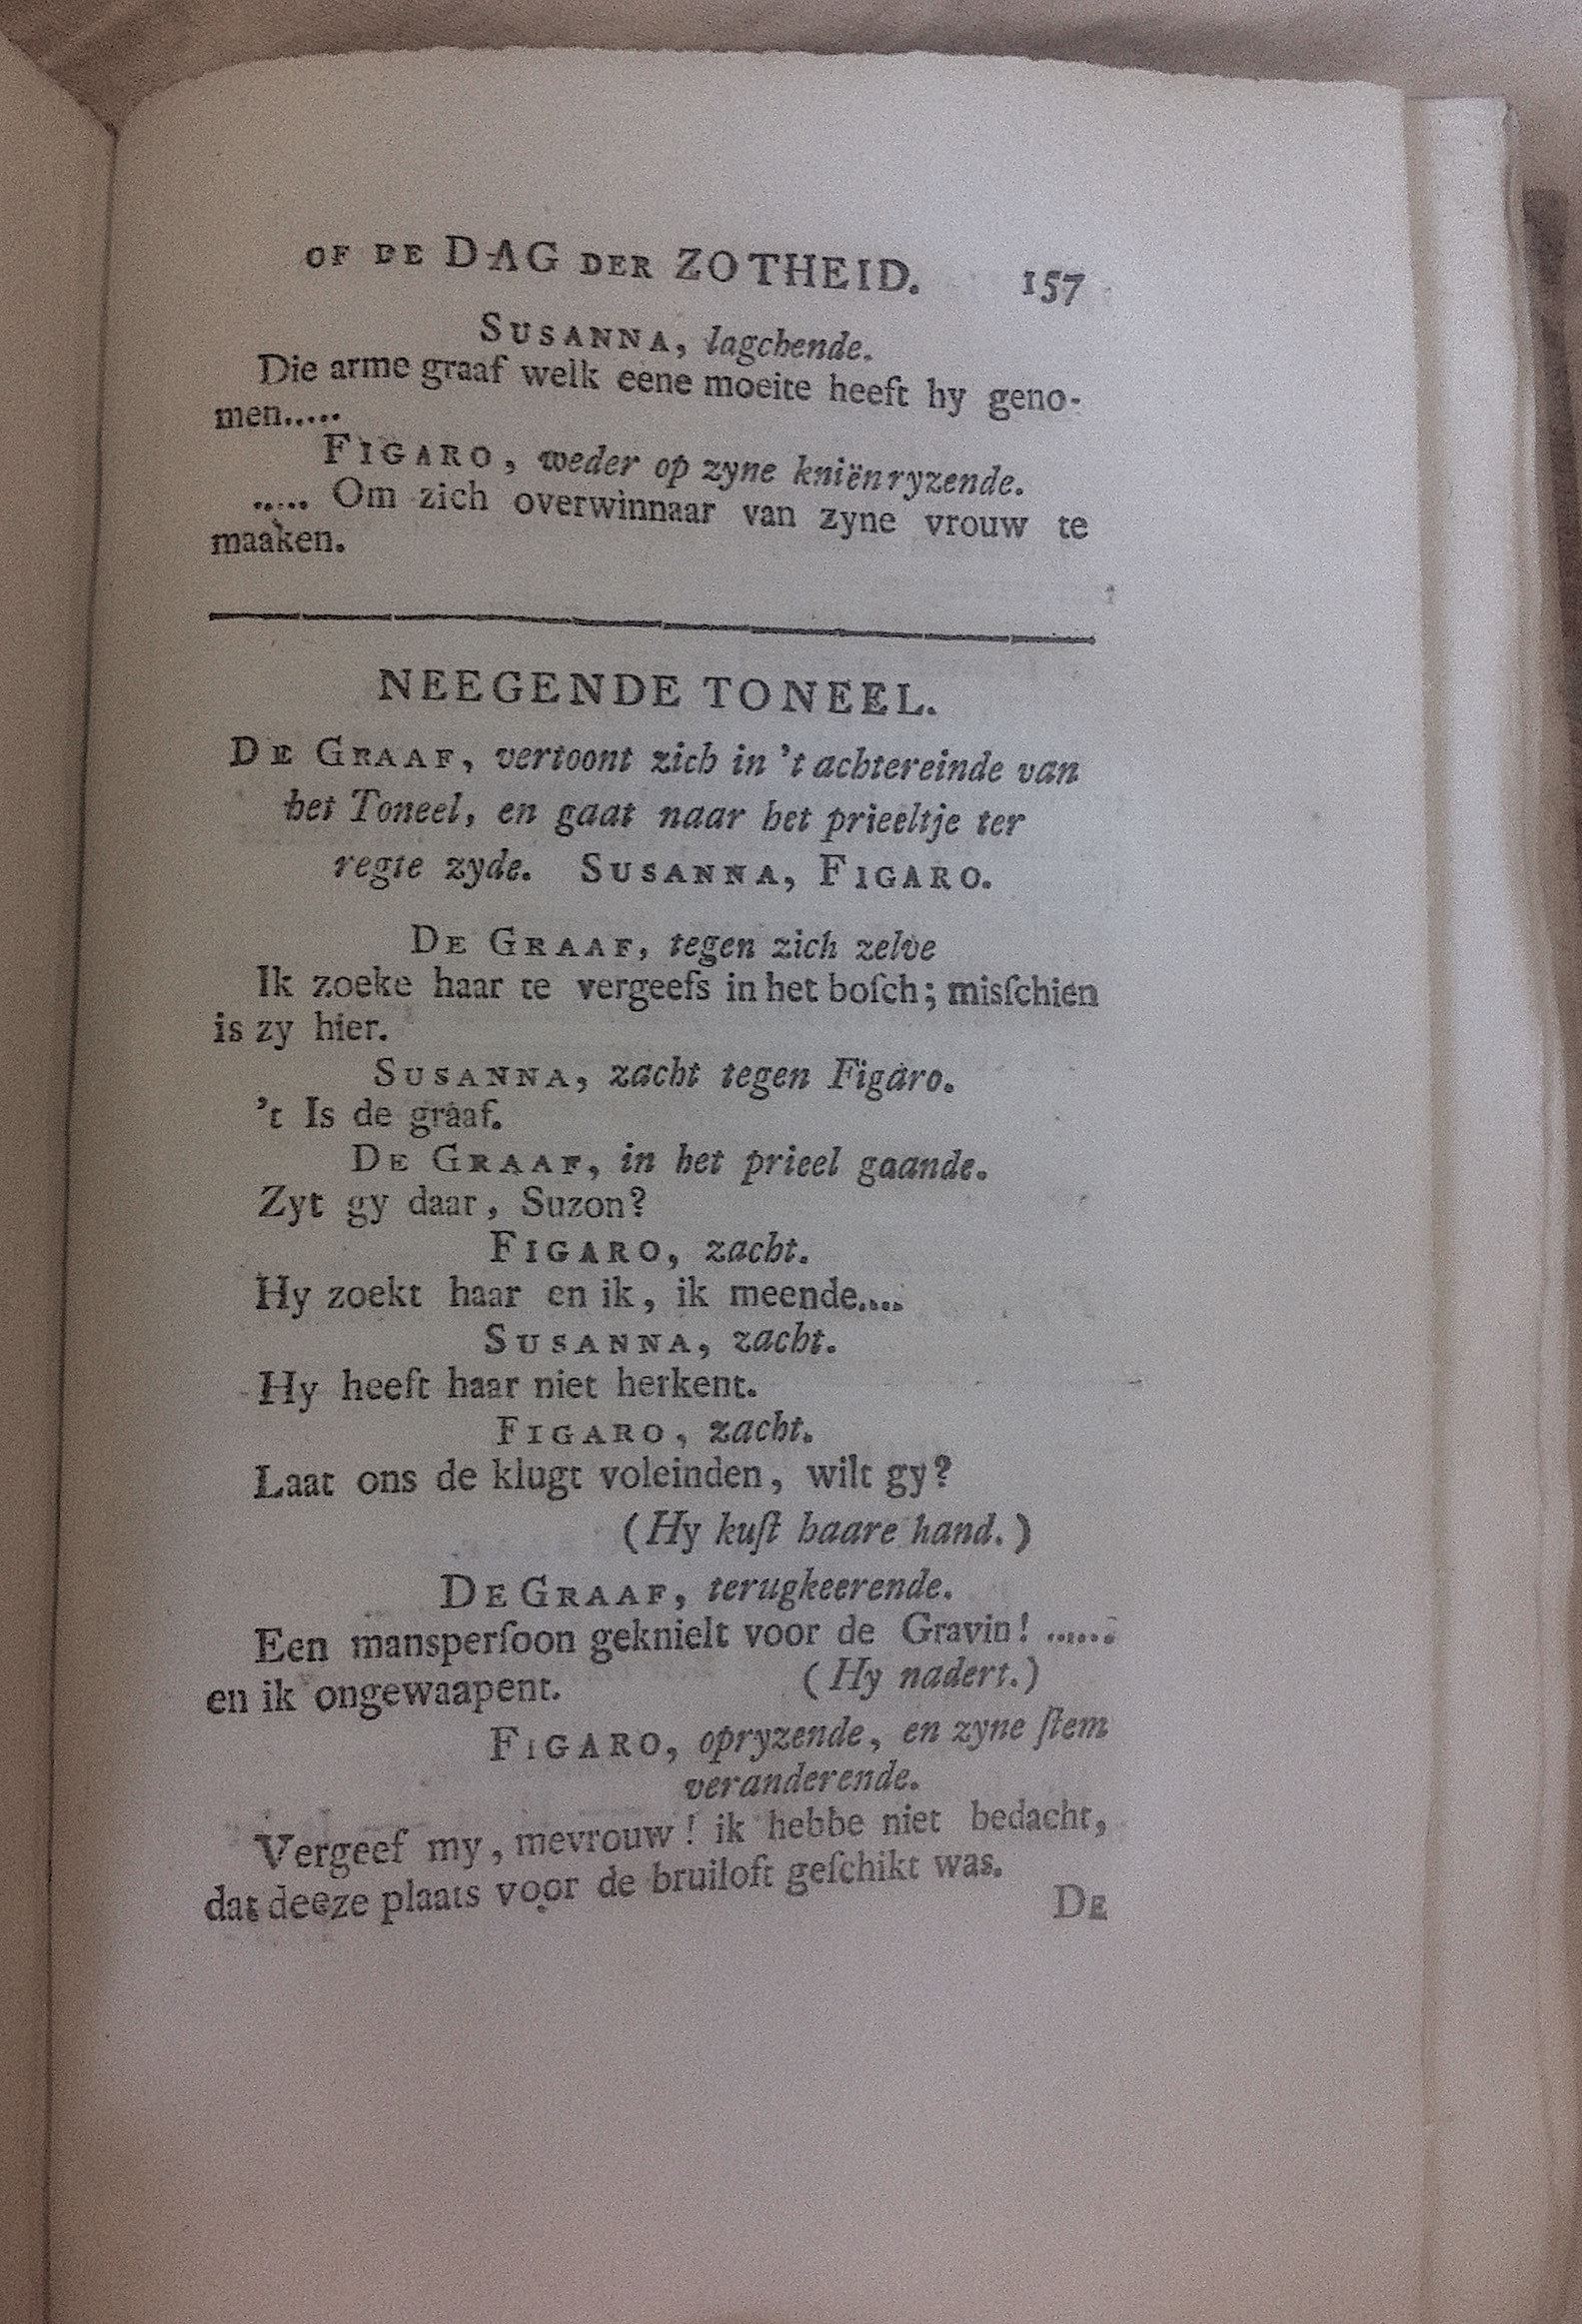 OF DE DAG DER ZOTHEID. 157
SUSANNA, lagchende.
Die arme graaf welk eene moeite heeft hy geno-
men.....
FIGARO, weder op zyne kniën ryzende.
..... Om zich overwinnaar van zyne vrouw te
maaken.
NEEGENDE TONEEL.
DE GRAAF, vertoont zich in 't achtereinde van
het Toneel, en gaat naar het prieeltje ter
regte zyde. SUSANNA, FIGARO.
DE GRAAF, tegen zich zelve
Ik zoeke haar te vergeefs in het boſch; misſchien
is zy hier.
SUSANNA, zacht tegen Figaro.
't Is de graaf.
DE GRAAF, in het prieel gaande.
Zyt gy daar, Suzon?
FIGARO, zacht.
Hy zoekt haar en ik, ik meende....
SUSANNA, zacht.
Hy heeft haar niet herkent.
FIGARO, zacht.
Laat ons de klugt voleinden, wilt gy?
(Hy kuſt haare hand.)
DE GRAAF, terugkeerende.
Een mansperſoon geknielt voor de Gravin! ......
en ik ongewaapent. (Hy nadert.)
FIGARO, opryzende, en zyne ſtem
veranderende.
Vergeef my, mevrouw! ik hebbe niet bedacht,
dat deeze plaats voor de bruiloft geſchikt was.
DE